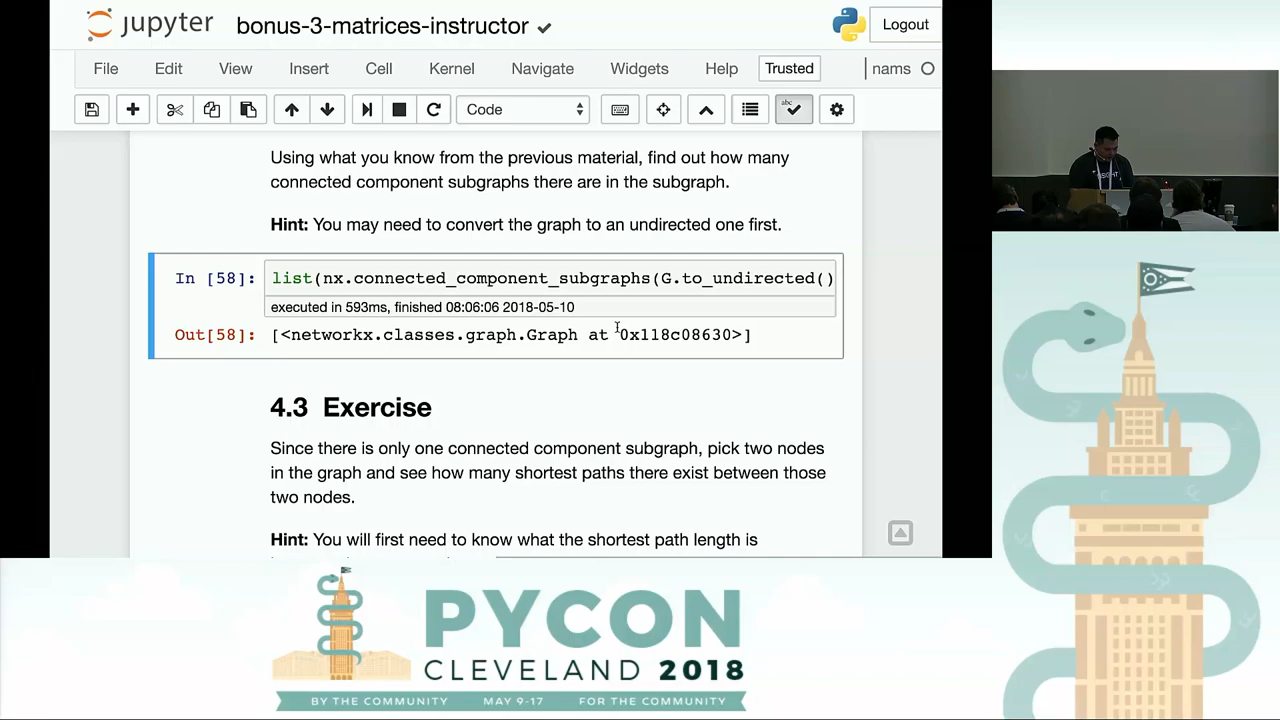 jupyter bonus-3-matrices-instructor Logout
File Edit View Insert Cell Kernel Navigate Widgets Help Trusted nams
Code
abc
Using what you know from the previous material, find out how many
connected component subgraphs there are in the subgraph.
Hint: You may need to convert the graph to an undirected one first.
In [58]: list(nx.connected_component_subgraphs(G.to_undirected()
executed in 593ms, finished 08:06:06 2018-05-10
Out[58]: [<networkx.classes.graph.Graph at 0x118c08630>]
4.3 Exercise
Since there is only one connected component subgraph, pick two nodes
in the graph and see how many shortest paths there exist between those
two nodes.
Hint: You will first need to know what the shortest path length is
PYCON
CLEVELAND 2018
BY THE COMMUNITY MAY 9-17 FOR THE COMMUNITY